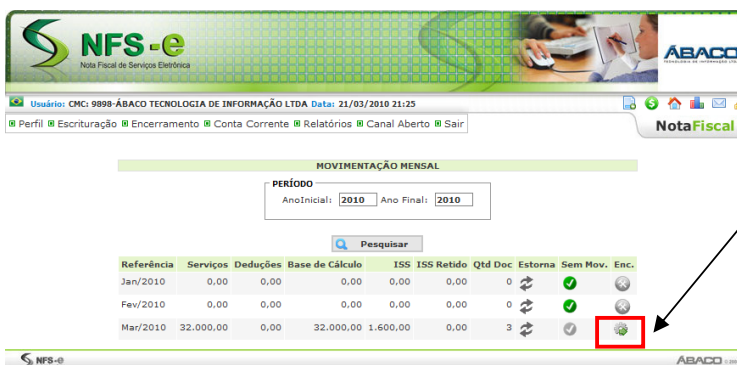 NFS-e
Nota Fiscal de Serviços Eletrônica
ÁBACO
Usuário: CMC: 9898-ÁBACO TECNOLOGIA DE INFORMAÇÃO LTDA Data: 21/03/2010 21:25
Perfil Escrituração Encerramento Conta Corrente Relatórios Canal Aberto Sair
NotaFiscal
MOVIMENTAÇÃO MENSAL
PERÍODO
AnoInicial: 2010 Ano Final: 2010
Pesquisar
Referência Serviços Deduções Base de Cálculo ISS ISS Retido Qtd Doc Estorna Sem Mov. Enc.
Jan/2010 0,00 0,00 0,00 0,00 0,00 0
Fev/2010 0,00 0,00 0,00 0,00 0,00 0
Mar/2010 32.000,00 0,00 32.000,00 1.600,00 0,00 3
NFS-e ÁBACO